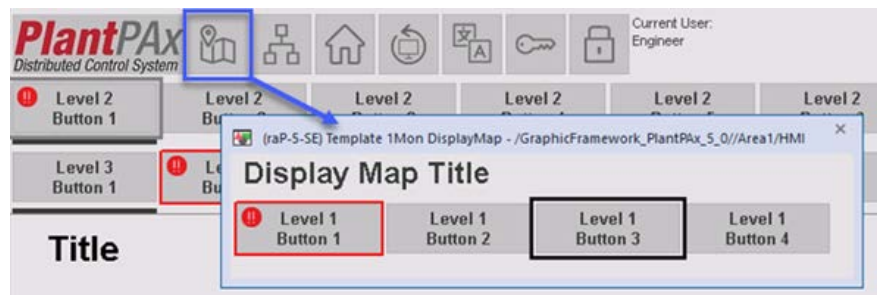 PlantPAx
Distributed Control System
A
Current User:
Engineer
Level 2
Button 1
Level 2
Level 2
Level 2
Level 2
Level 2
Level 3
Button 1
(raP-5-SE) Template 1Mon DisplayMap - /GraphicFramework_PlantPAx_5_0//Area1/HMI
Display Map Title
Level 1
Button 1
Level 1
Button 2
Level 1
Button 3
Level 1
Button 4
Title